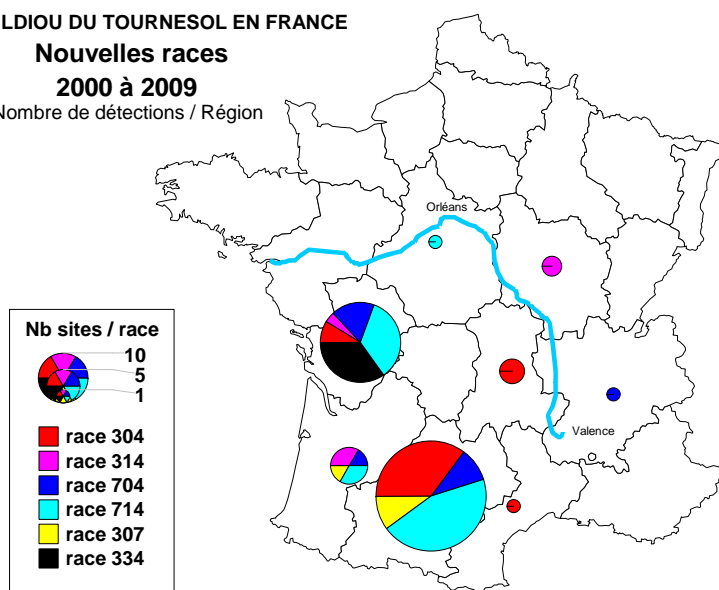 LDIOU DU TOURNESOL EN FRANCE
Nouvelles races
2000 à 2009
Nombre de détections / Région
Orléans
Valence
Nb sites / race
10
5
1
race 304
race 314
race 704
race 714
race 307
race 334